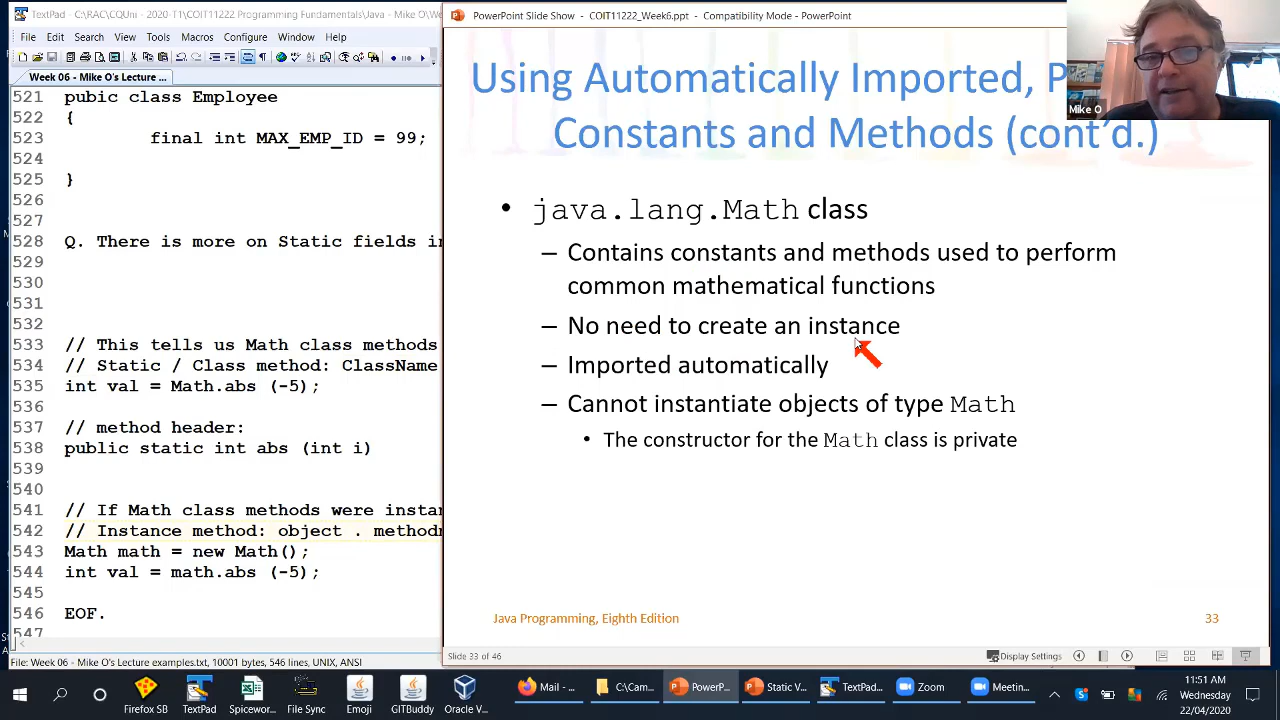 TextPad - C:\RAC\CQUni - 2020-T1\COIT11222 Programming Fundamentals\Java - Mike O\We
File Edit Search View Tools Macros Configure Window Help
Week 06 - Mike O's Lecture ...
521 pubic class Employee
522 {
523 final int MAX_EMP_ID = 99;
524
525 }
526
527
528 Q. There is more on Static fields in
529
530
531
532
533 // This tells us Math class methods
534 // Static / Class method: ClassName
535 int val = Math.abs (-5);
536
537 // method header:
538 public static int abs (int i)
539
540
541 // If Math class methods were instan
542 // Instance method: object . methodn
543 Math math = new Math();
544 int val = math.abs (-5);
545
546 EOF.
547
File: Week 06 - Mike O's Lecture examples.txt, 10001 bytes, 546 lines, UNIX, ANSI
PowerPoint Slide Show - COIT11222_Week6.ppt - Compatibility Mode - PowerPoint
Mike O
Using Automatically Imported, P
Constants and Methods (cont'd.)
• java.lang.Math class
– Contains constants and methods used to perform
common mathematical functions
– No need to create an instance
– Imported automatically
– Cannot instantiate objects of type Math
• The constructor for the Math class is private
Java Programming, Eighth Edition
33
Slide 33 of 46
Display Settings
Firefox SB
TextPad
Spicewor...
File Sync
Emoji
GITBuddy
Oracle V...
Mail - ...
C:\Cam...
PowerP...
Static V...
TextPad...
Zoom
Meetin...
11:51 AM
Wednesday
22/04/2020